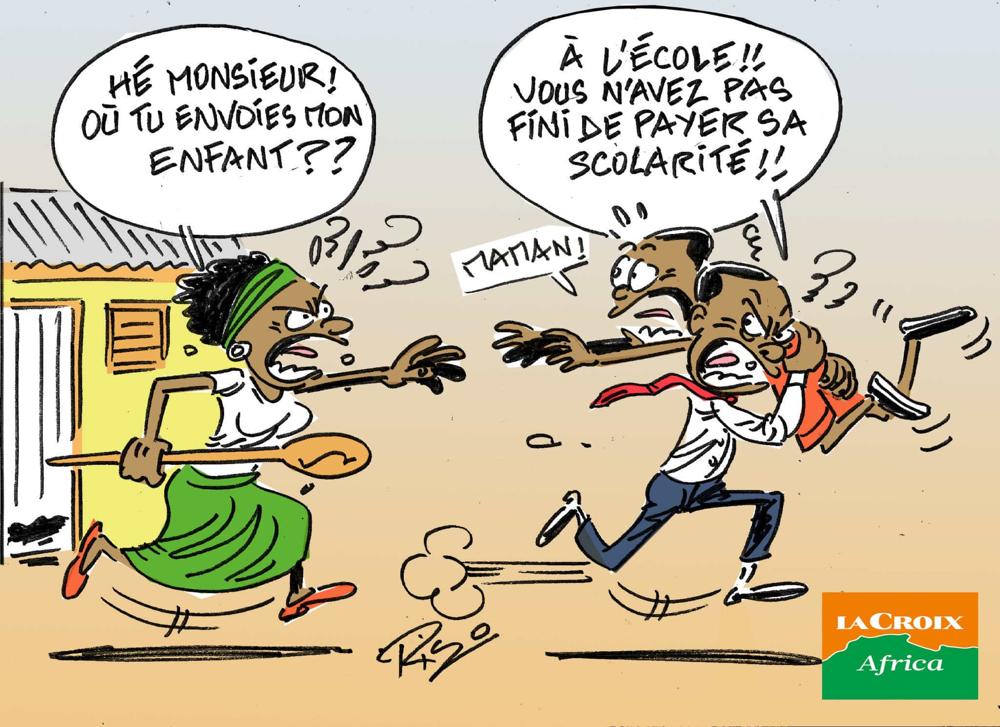 HÉ MONSIEUR!
OÙ TU ENVOIES MON
ENFANT??
À L'ÉCOLE!!
VOUS N'AVEZ PAS
FINI DE PAYER SA
SCOLARITÉ!!
MAMAN!
LA CROIX
Africa